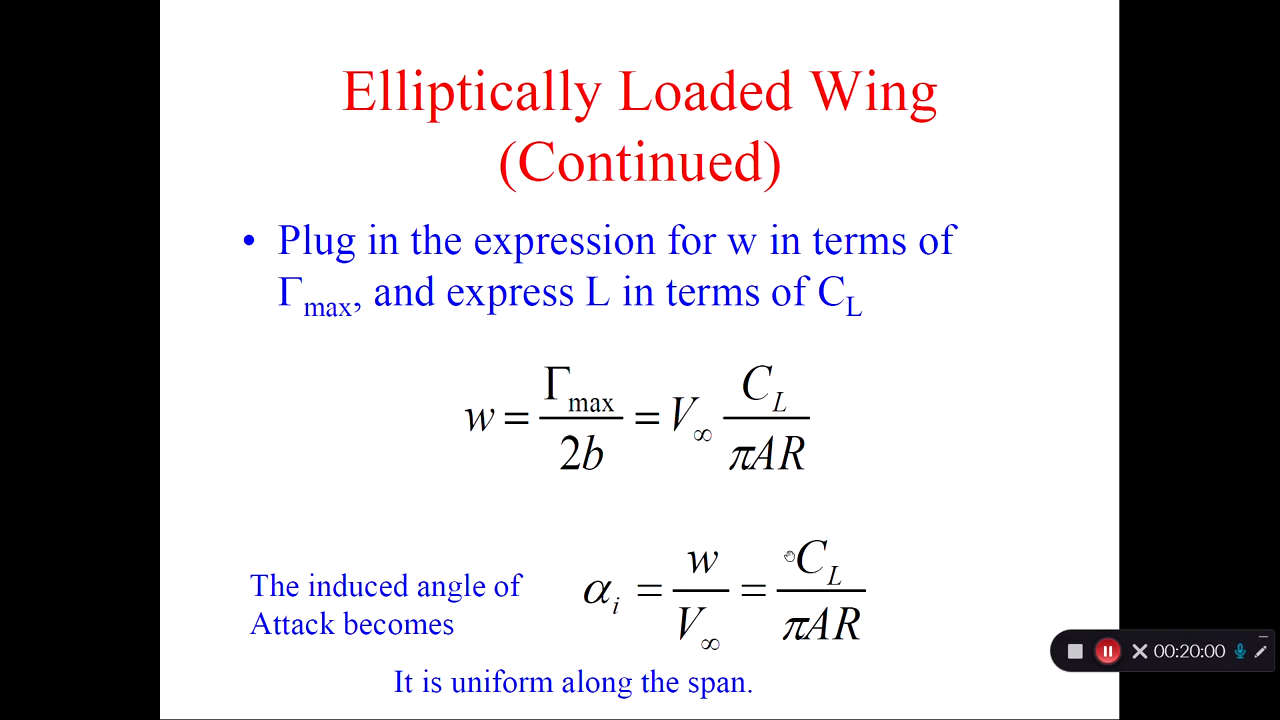 Elliptically Loaded Wing
(Continued)
• Plug in the expression for w in terms of
Γmax, and express L in terms of CL
w = Γmax / 2b = V∞ CL / πAR
The induced angle of
Attack becomes
αi = w / V∞ = CL / πAR
It is uniform along the span.
00:20:00